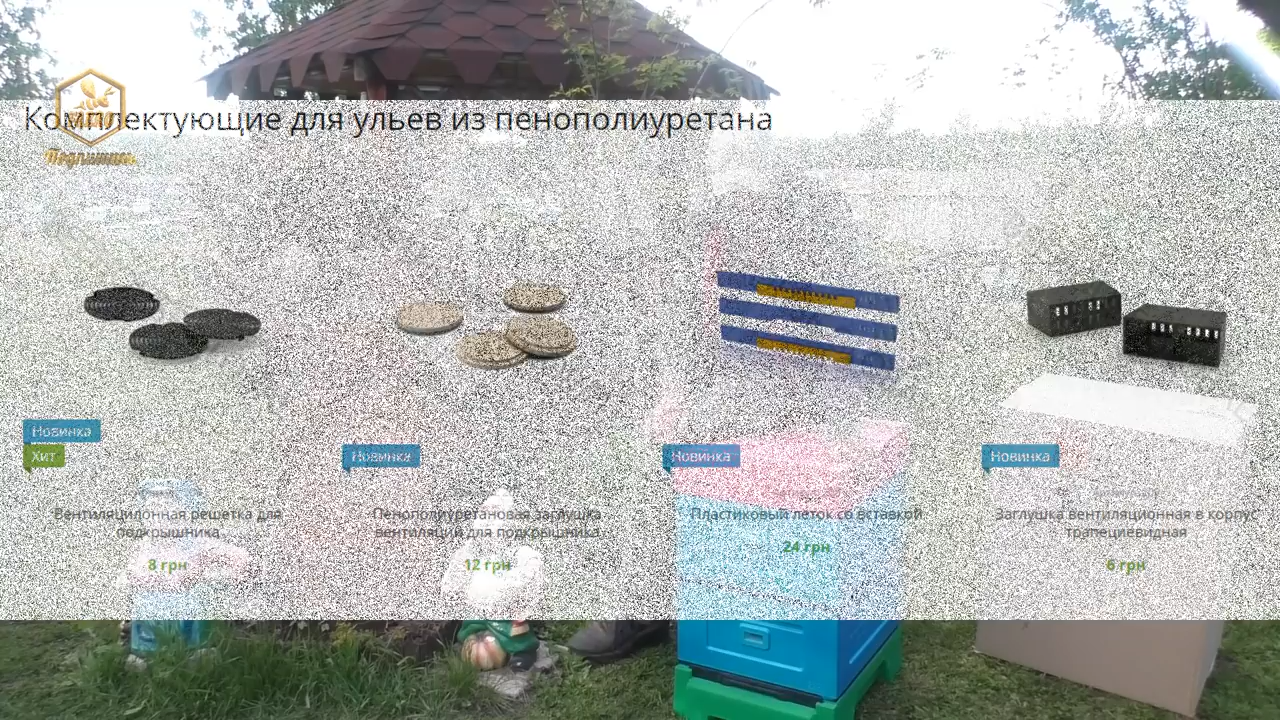 Комплектующие для ульев из пенополиуретана
Подпишись
Новинка
Хит
Новинка
Новинка
Новинка
Вентиляционная решетка для
подкрышника
8 грн
Пенополиуретановая заглушка
вентиляции для подкрышника
12 грн
Пластиковый леток со вставкой
24 грн
Заглушка вентиляционная в корпус
трапециевидная
6 грн